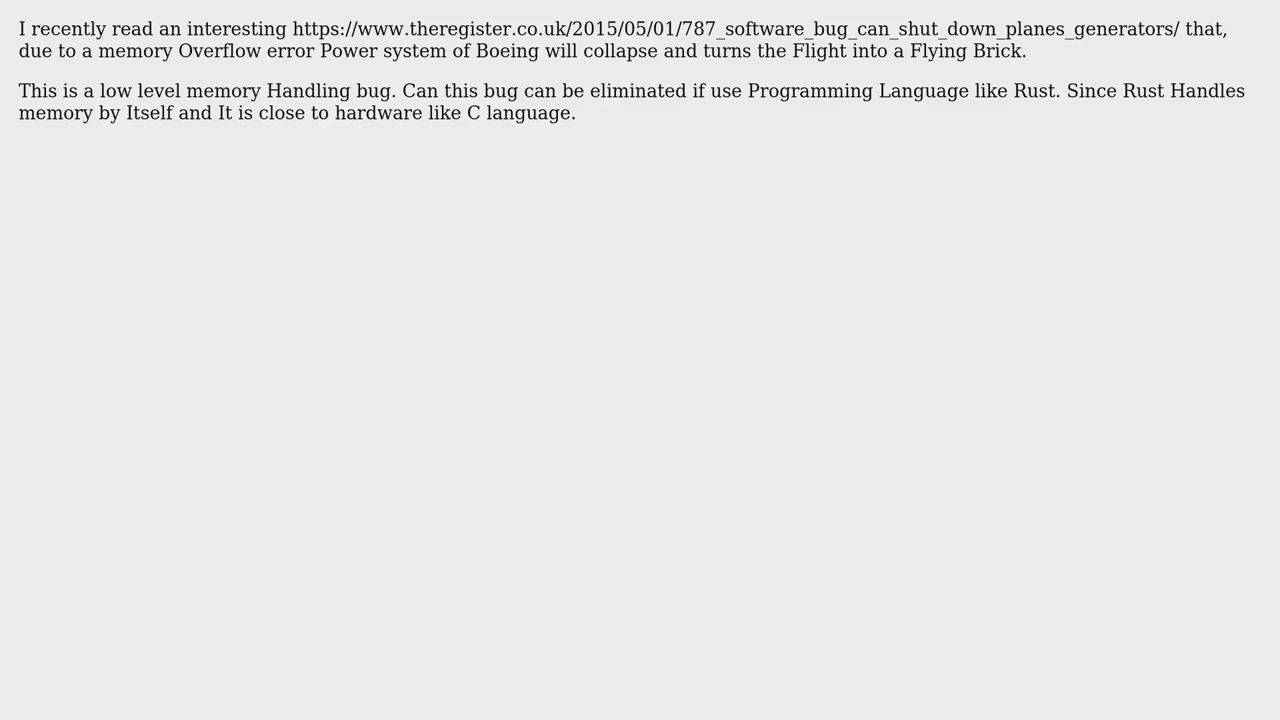 I recently read an interesting https://www.theregister.co.uk/2015/05/01/787_software_bug_can_shut_down_planes_generators/ that,
due to a memory Overflow error Power system of Boeing will collapse and turns the Flight into a Flying Brick.
This is a low level memory Handling bug. Can this bug can be eliminated if use Programming Language like Rust. Since Rust Handles
memory by Itself and It is close to hardware like C language.